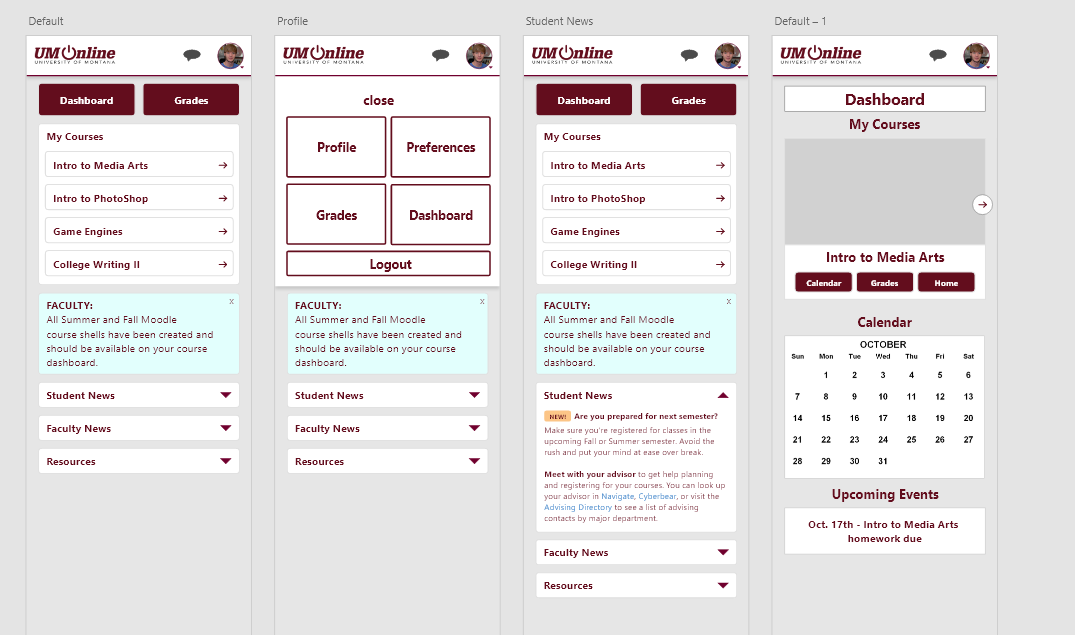 Default
UM Online
UNIVERSITY OF MONTANA
Dashboard
Grades
My Courses
Intro to Media Arts
Intro to PhotoShop
Game Engines
College Writing II
x
FACULTY:
All Summer and Fall Moodle
course shells have been created and
should be available on your course
dashboard.
Student News
Faculty News
Resources
Profile
UM Online
UNIVERSITY OF MONTANA
close
Profile
Preferences
Grades
Dashboard
Logout
x
FACULTY:
All Summer and Fall Moodle
course shells have been created and
should be available on your course
dashboard.
Student News
Faculty News
Resources
Student News
UM Online
UNIVERSITY OF MONTANA
Dashboard
Grades
My Courses
Intro to Media Arts
Intro to PhotoShop
Game Engines
College Writing II
x
FACULTY:
All Summer and Fall Moodle
course shells have been created and
should be available on your course
dashboard.
Student News
NEW! Are you prepared for next semester?
Make sure you're registered for classes in the
upcoming Fall or Summer semester. Avoid the
rush and put your mind at ease over break.
Meet with your advisor to get help planning
and registering for your courses. You can look up
your advisor in Navigate, Cyberbear, or visit the
Advising Directory to see a list of advising
contacts by major department.
Faculty News
Resources
Default – 1
UM Online
UNIVERSITY OF MONTANA
Dashboard
My Courses
Intro to Media Arts
Calendar
Grades
Home
Calendar
OCTOBER
Sun Mon Tue Wed Thu Fri Sat
1 2 3 4 5 6
7 8 9 10 11 12 13
14 15 16 17 18 19 20
21 22 23 24 25 26 27
28 29 30 31
Upcoming Events
Oct. 17th - Intro to Media Arts
homework due